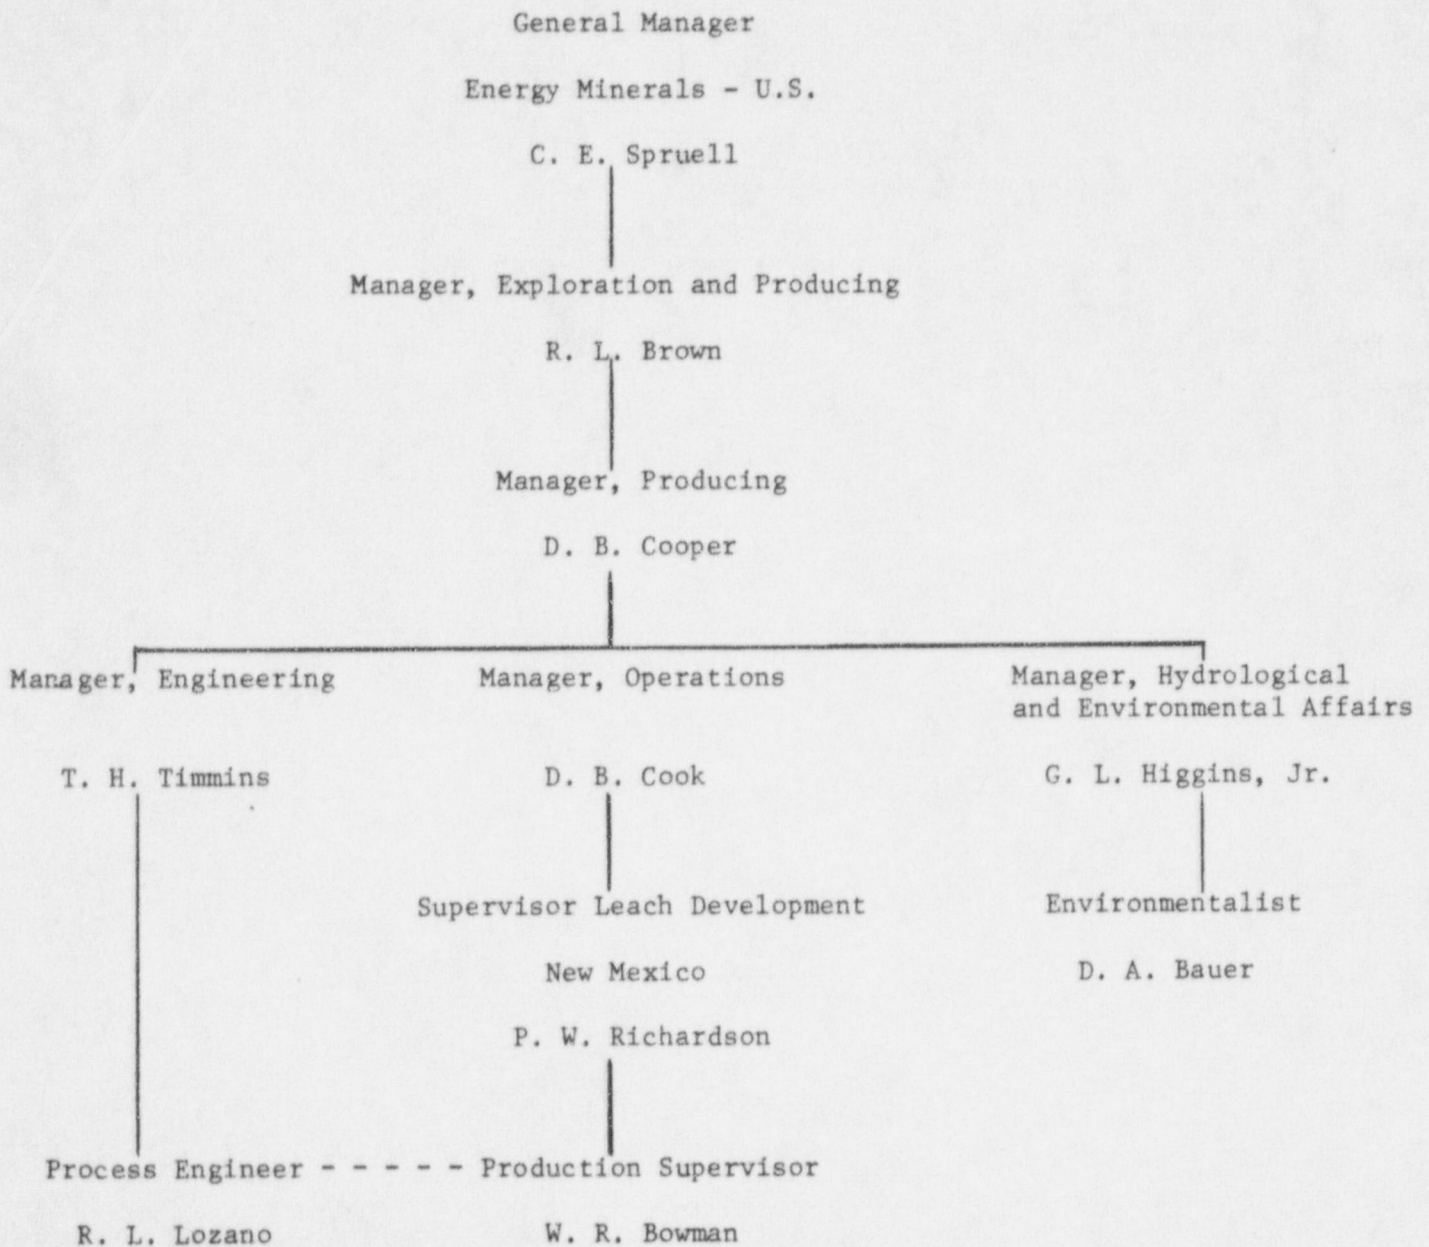 General Manager
Energy Minerals - U.S.
C. E. Spruell
Manager, Exploration and Producing
R. L. Brown
Manager, Producing
D. B. Cooper
Manager, Engineering
Manager, Operations
Manager, Hydrological
and Environmental Affairs
T. H. Timmins
D. B. Cook
G. L. Higgins, Jr.
Supervisor Leach Development
Environmentalist
New Mexico
D. A. Bauer
P. W. Richardson
Process Engineer - - - - - Production Supervisor
R. L. Lozano
W. R. Bowman